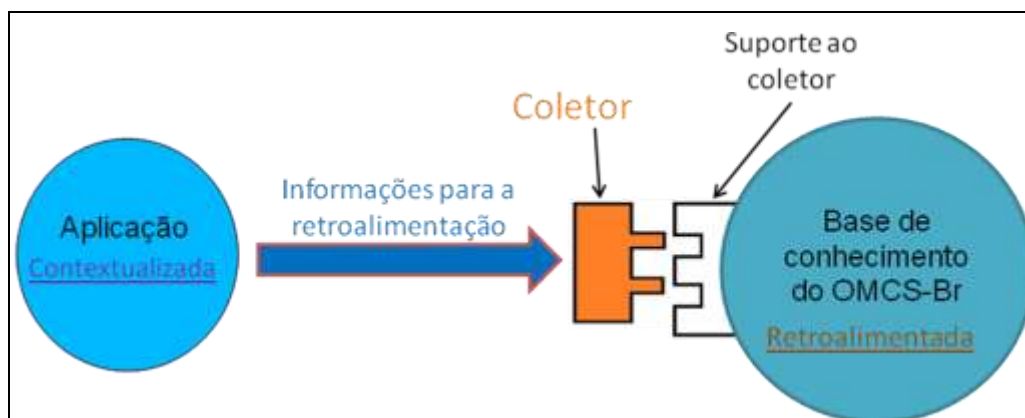 Suporte ao
coletor
Coletor
Informações para a
retroalimentação
Aplicação
Contextualizada
Base de
conhecimento
do OMCS-Br
Retroalimentada